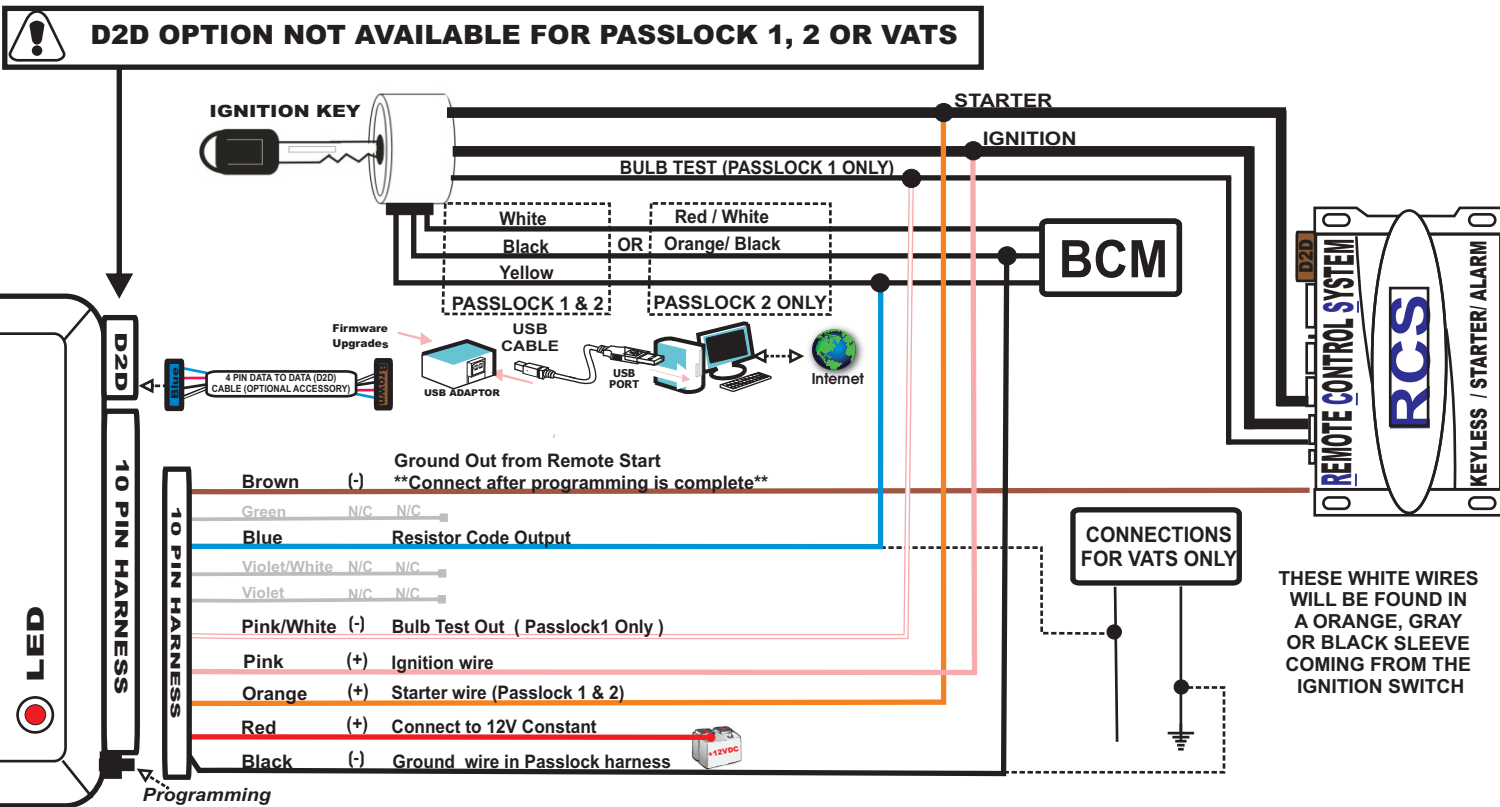 D2D OPTION NOT AVAILABLE FOR PASSLOCK 1, 2 OR VATS
IGNITION KEY
STARTER
IGNITION
BULB TEST (PASSLOCK 1 ONLY)
White
Black
Yellow
PASSLOCK 1 & 2
OR
Red / White
Orange/ Black
PASSLOCK 2 ONLY
BCM
D2D
REMOTE CONTROL SYSTEM
RCS
KEYLESS / STARTER/ ALARM
D2D
Blue
4 PIN DATA TO DATA (D2D)
CABLE (OPTIONAL ACCESSORY)
Brown
Firmware
Upgrades
USB ADAPTOR
USB
CABLE
USB
PORT
Internet
10 PIN HARNESS
LED
Programming
10 PIN HARNESS
Brown (-) Ground Out from Remote Start
**Connect after programming is complete**
Green N/C N/C
Blue Resistor Code Output
Violet/White N/C N/C
Violet N/C N/C
Pink/White (-) Bulb Test Out ( Passlock1 Only )
Pink (+) Ignition wire
Orange (+) Starter wire (Passlock 1 & 2)
Red (+) Connect to 12V Constant
+12VDC
Black (-) Ground wire in Passlock harness
CONNECTIONS
FOR VATS ONLY
THESE WHITE WIRES
WILL BE FOUND IN
A ORANGE, GRAY
OR BLACK SLEEVE
COMING FROM THE
IGNITION SWITCH